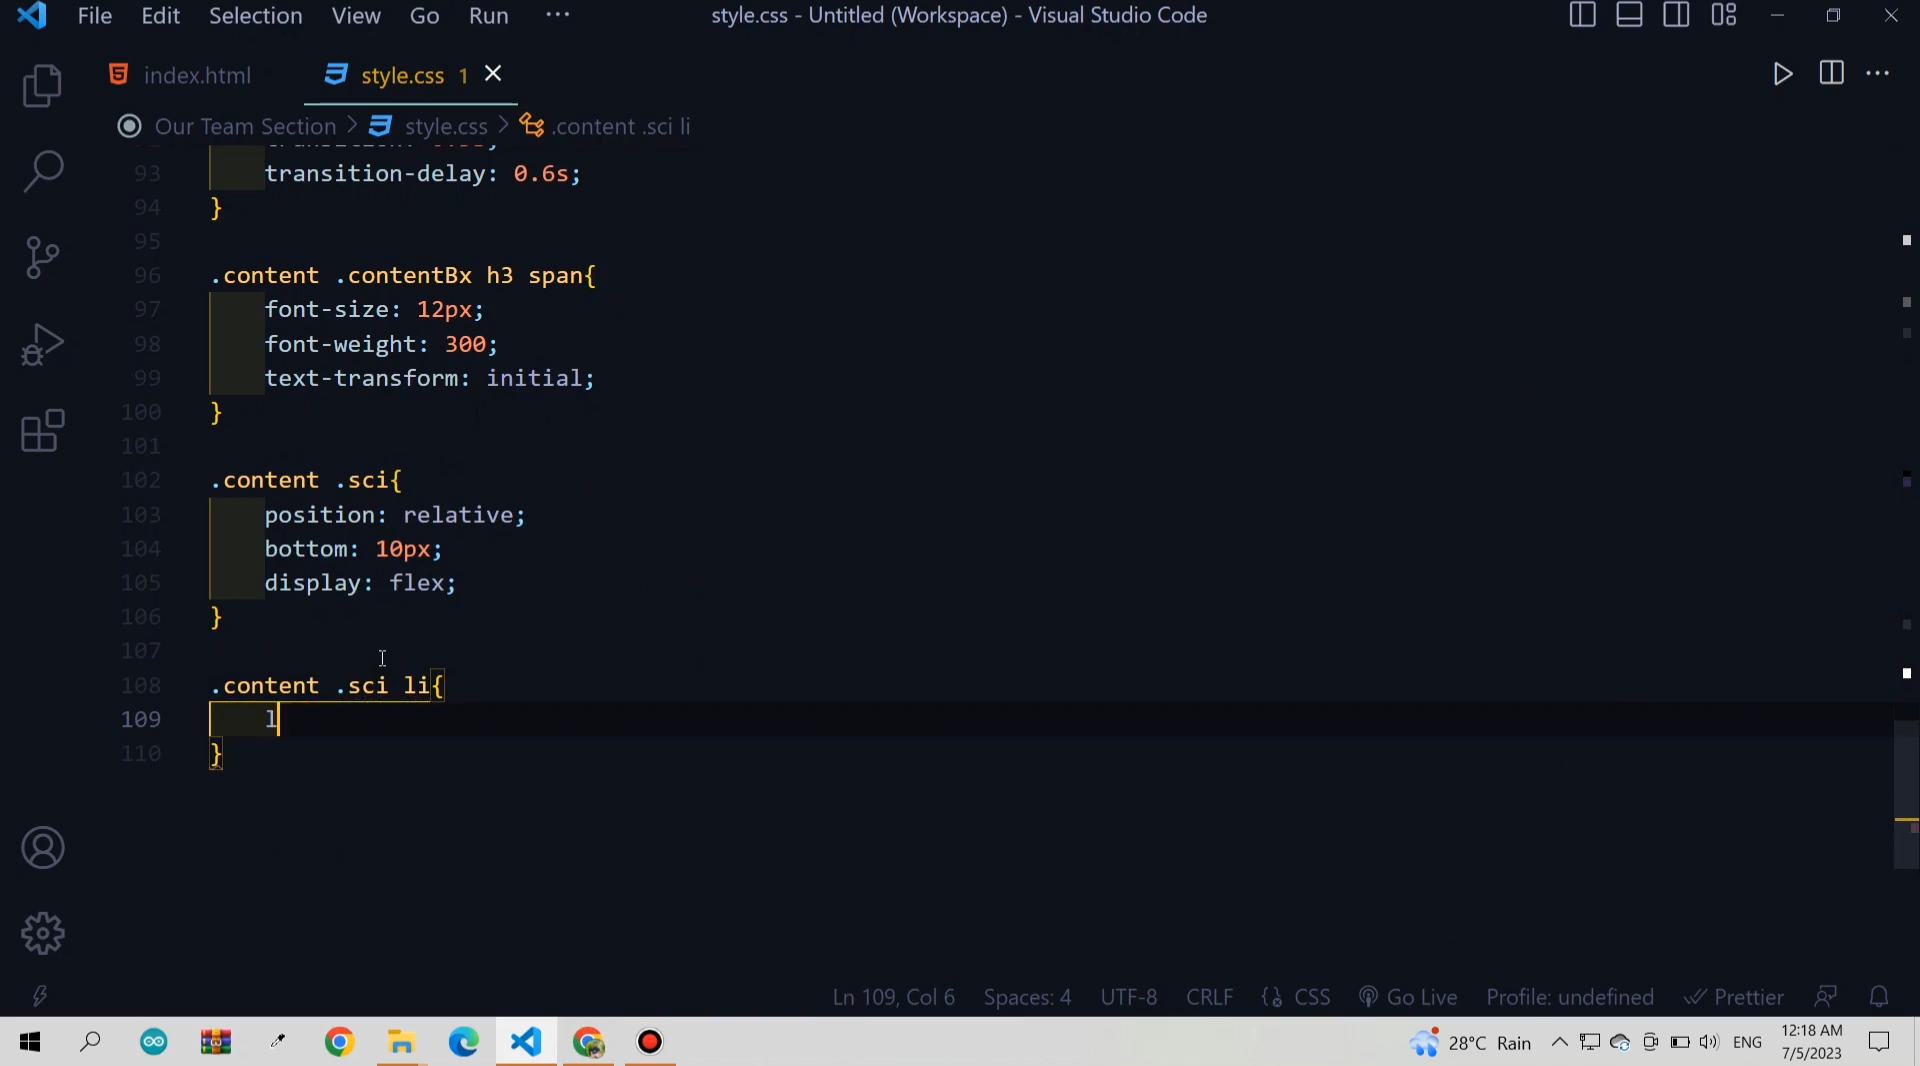 File Edit Selection View Go Run ··· style.css - Untitled (Workspace) - Visual Studio Code
index.html style.css 1
Our Team Section > style.css > .content .sci li
93 transition-delay: 0.6s;
94 }
95
96 .content .contentBx h3 span{
97 font-size: 12px;
98 font-weight: 300;
99 text-transform: initial;
100 }
101
102 .content .sci{
103 position: relative;
104 bottom: 10px;
105 display: flex;
106 }
107
108 .content .sci li{
109 l
110 }
Ln 109, Col 6 Spaces: 4 UTF-8 CRLF CSS Go Live Profile: undefined Prettier
28°C Rain ENG 12:18 AM
7/5/2023